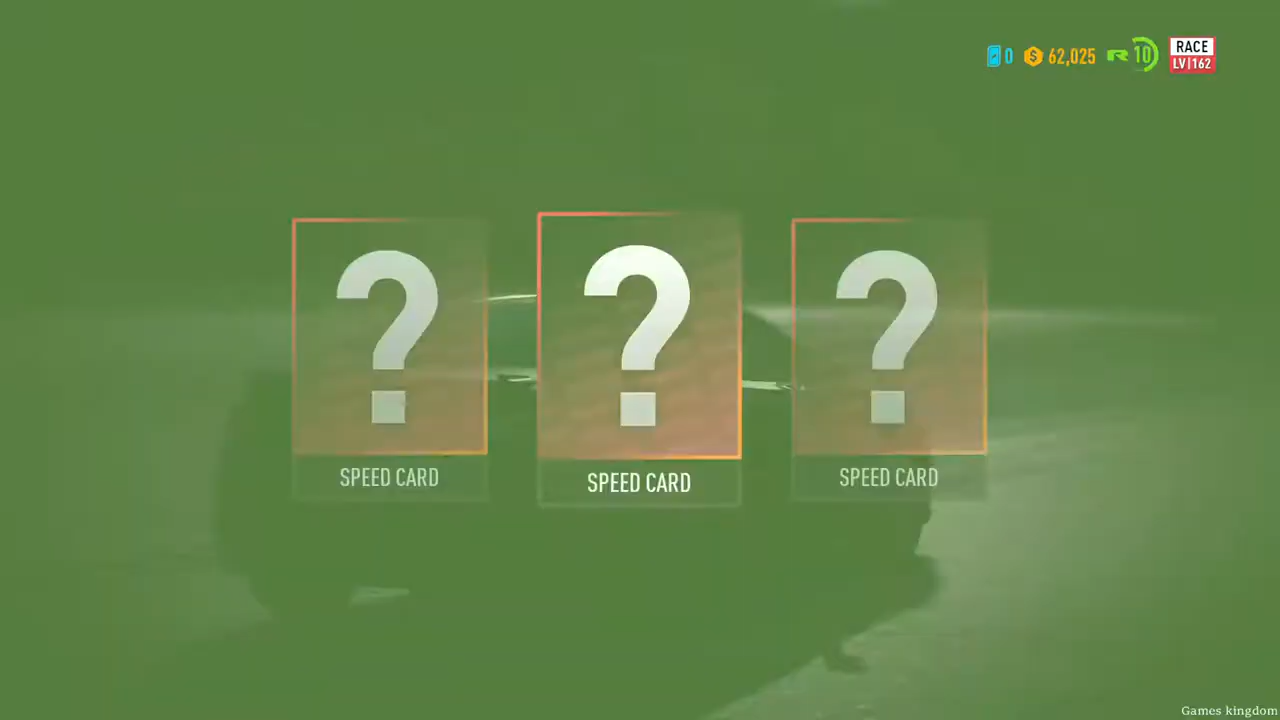 0 62,025 10 RACE
LV|162
? ? ?
SPEED CARD SPEED CARD SPEED CARD
Games kingdom